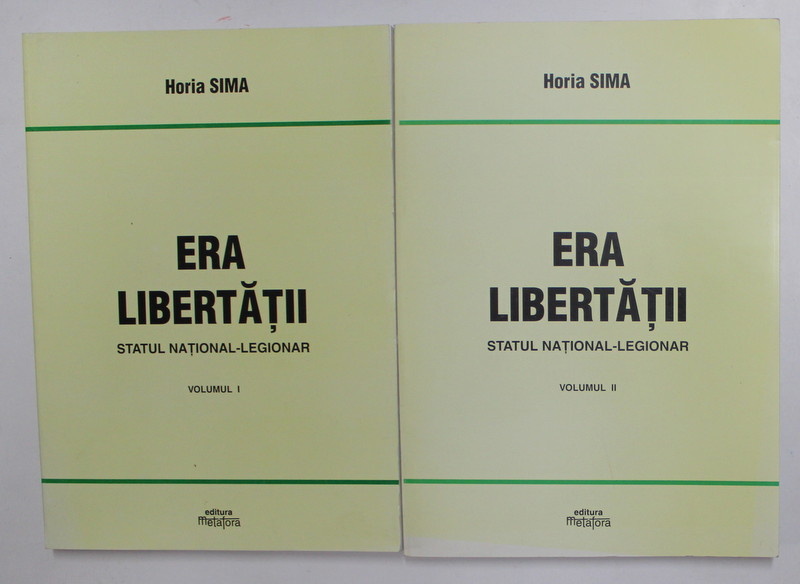 Horia SIMA
ERA
LIBERTĂȚII
STATUL NAȚIONAL-LEGIONAR
VOLUMUL I
editura
metafora
Horia SIMA
ERA
LIBERTĂȚII
STATUL NAȚIONAL-LEGIONAR
VOLUMUL II
editura
metafora